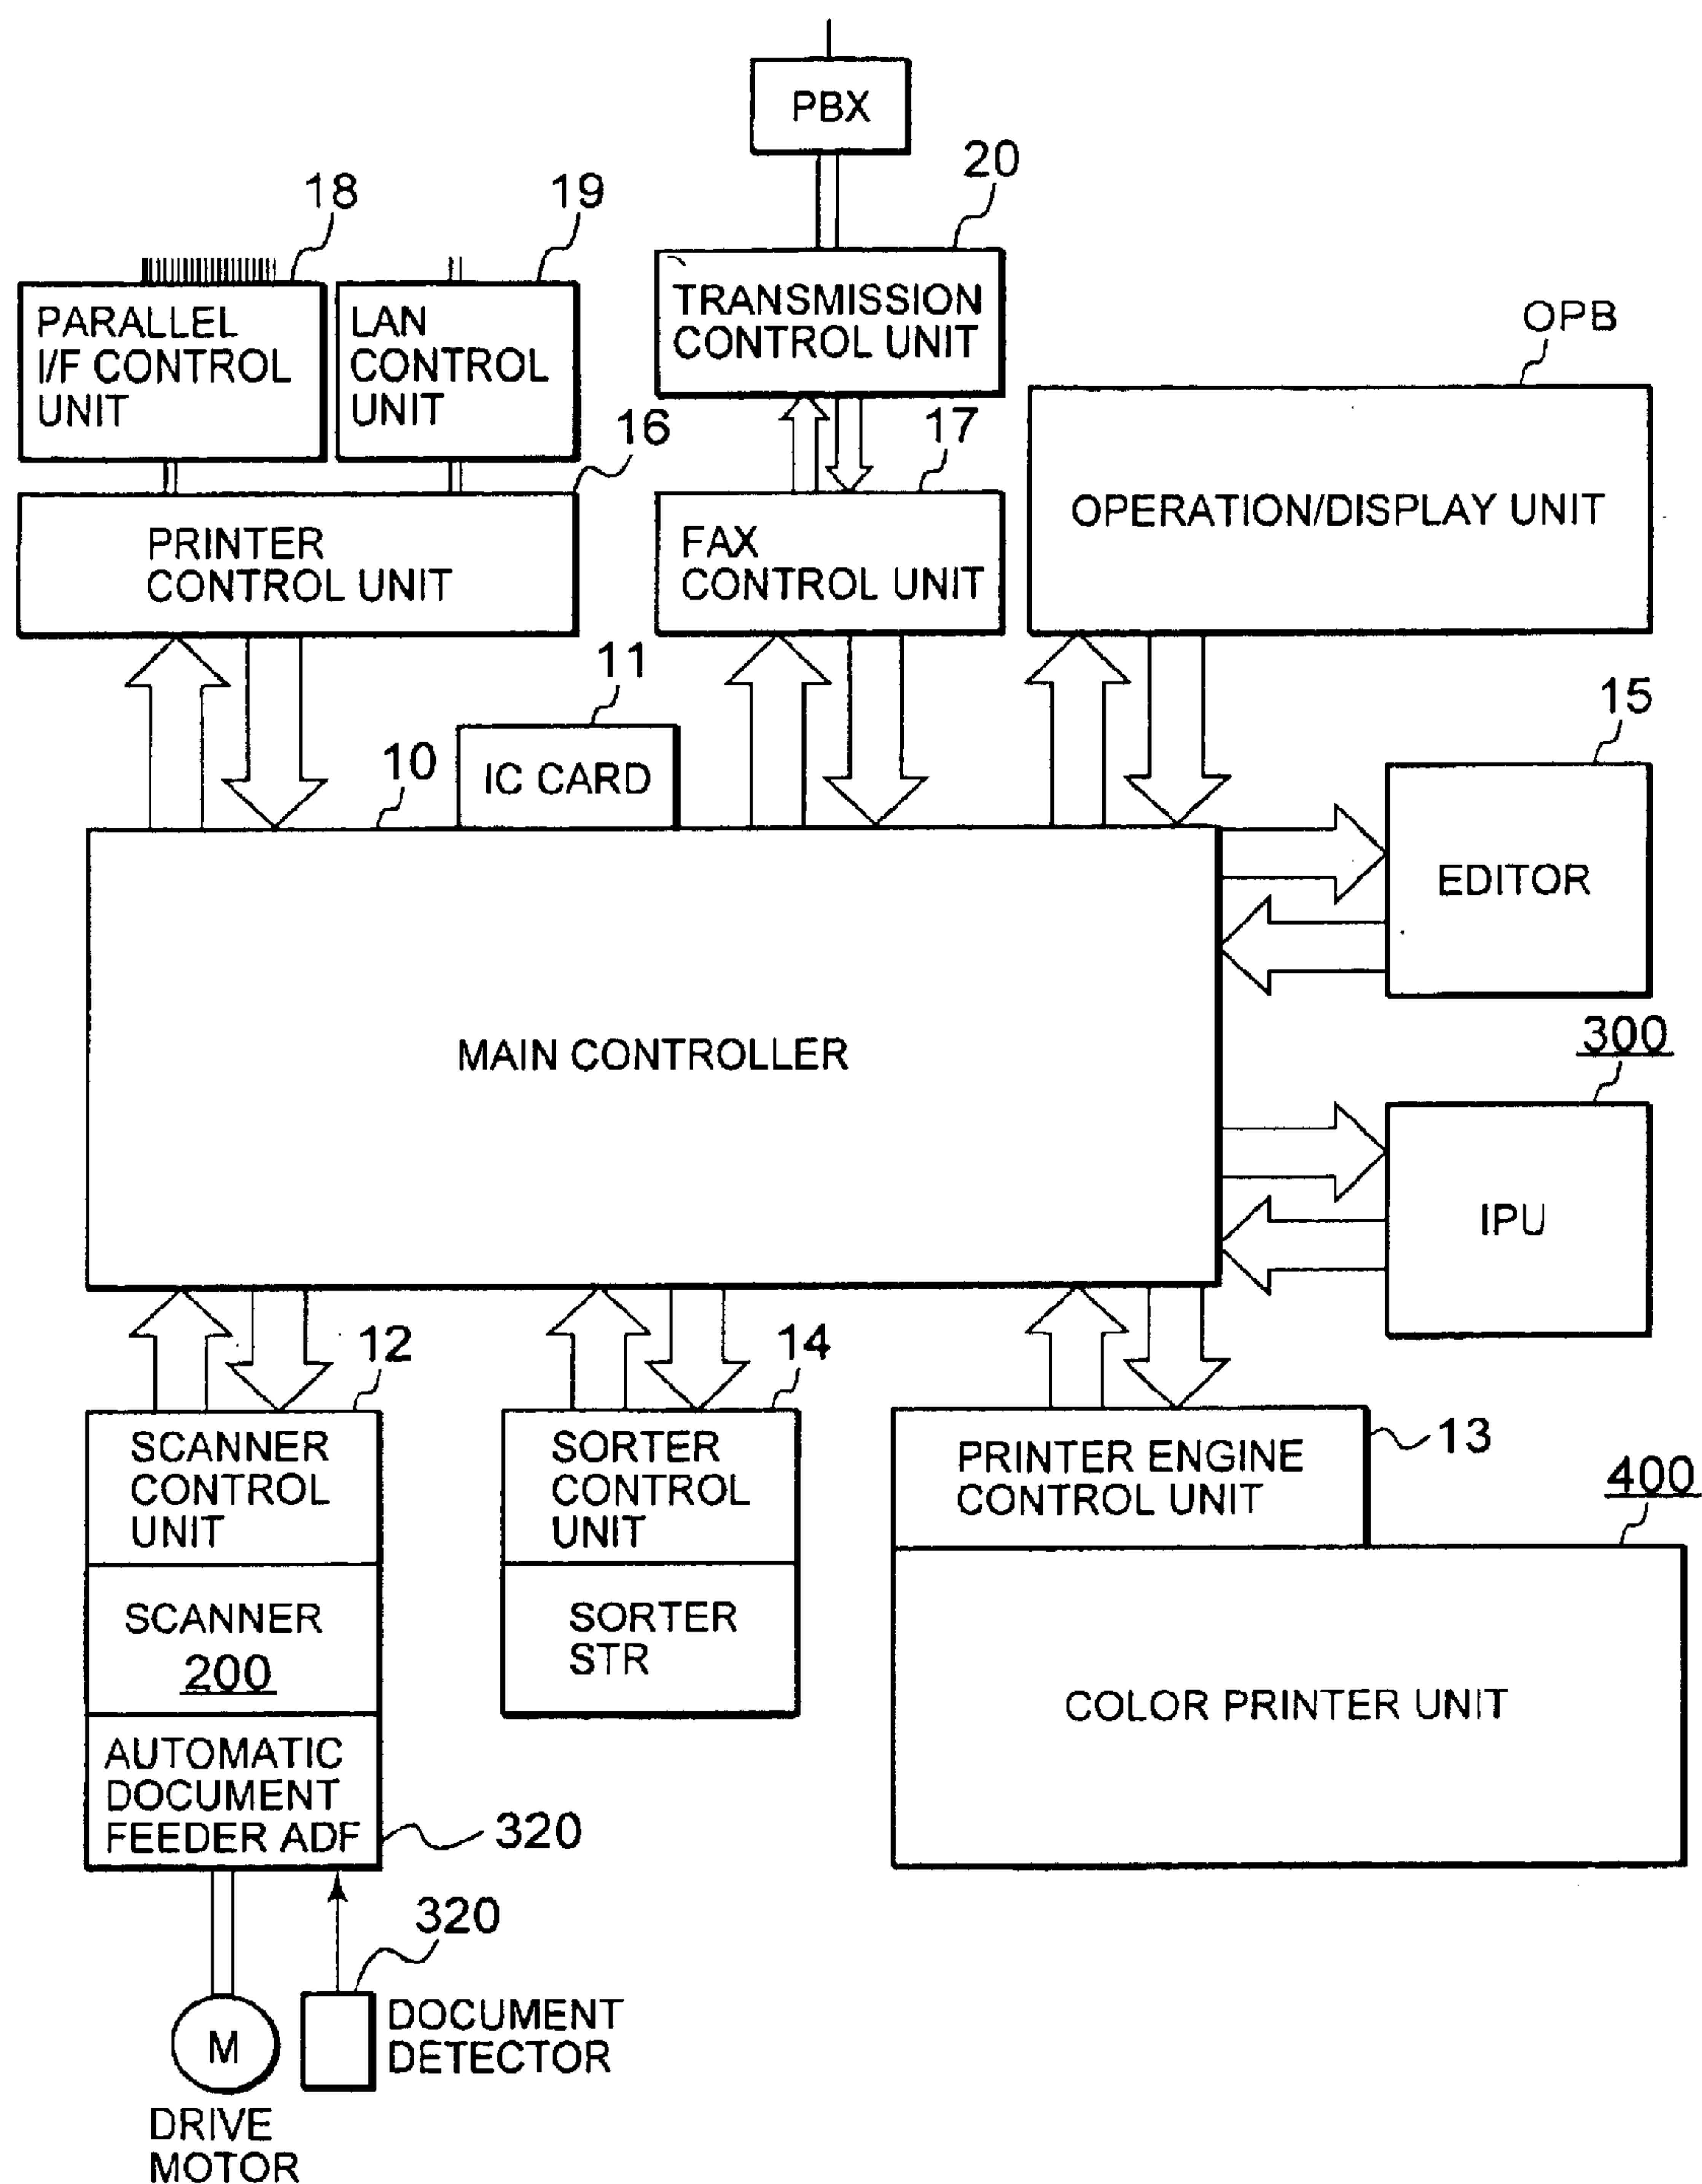 PBX
20
18
19
TRANSMISSION
CONTROL UNIT
PARALLEL
I/F CONTROL
UNIT
LAN
CONTROL
UNIT
OPB
16
17
OPERATION/DISPLAY UNIT
PRINTER
CONTROL UNIT
FAX
CONTROL UNIT
11
15
10
IC CARD
EDITOR
MAIN CONTROLLER
300
IPU
12
14
13
SCANNER
CONTROL
UNIT
SORTER
CONTROL
UNIT
PRINTER ENGINE
CONTROL UNIT
400
SCANNER
200
SORTER
STR
COLOR PRINTER UNIT
AUTOMATIC
DOCUMENT
FEEDER ADF
320
320
M
DOCUMENT
DETECTOR
DRIVE
MOTOR